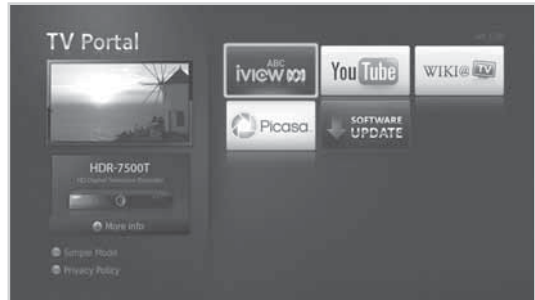 TV Portal
ABC
iview
You Tube
WIKI@ TV
Picasa
SOFTWARE
UPDATE
HDR-7500T
HD Digital Television Recorder
More info
Simple Mode
Privacy Policy